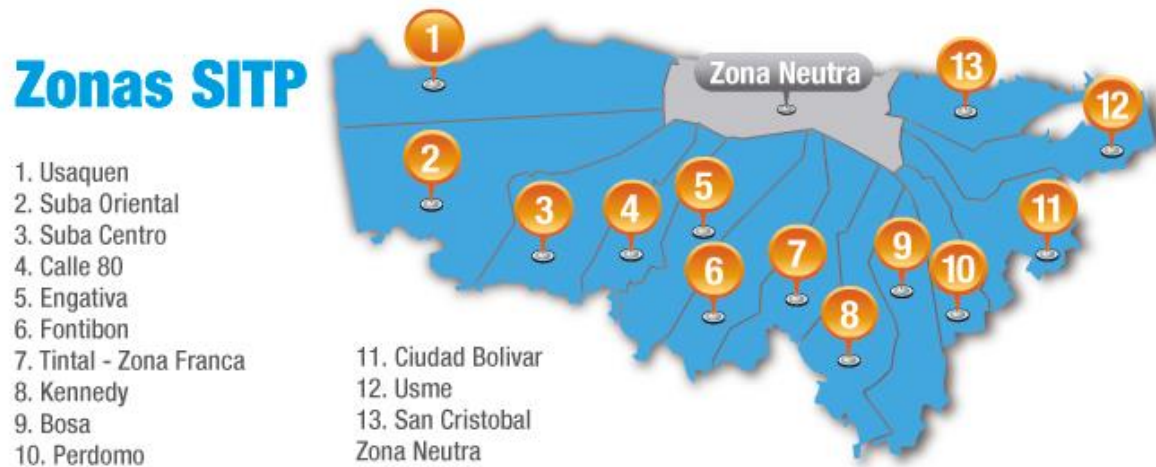 Zonas SITP
1. Usaquen
2. Suba Oriental
3. Suba Centro
4. Calle 80
5. Engativa
6. Fontibon
7. Tintal - Zona Franca
8. Kennedy
9. Bosa
10. Perdomo
11. Ciudad Bolivar
12. Usme
13. San Cristobal
Zona Neutra
1
2
3
4
5
6
7
8
9
10
11
12
13
Zona Neutra